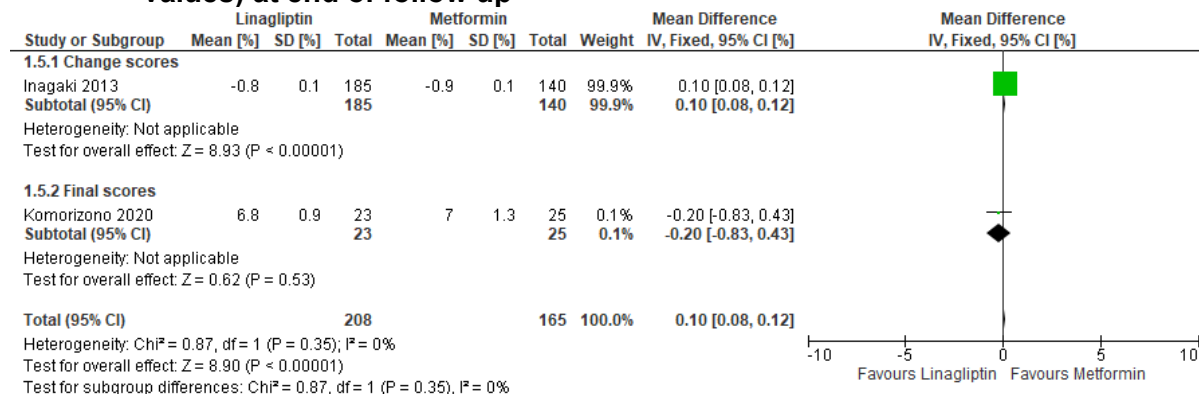 values) at end of follow-up
Linagliptin Metformin Mean Difference Mean Difference
Study or Subgroup Mean [%] SD [%] Total Mean [%] SD [%] Total Weight IV, Fixed, 95% CI [%] IV, Fixed, 95% CI [%]
1.5.1 Change scores
Inagaki 2013 -0.8 0.1 185 -0.9 0.1 140 99.9% 0.10 [0.08, 0.12]
Subtotal (95% CI) 185 140 99.9% 0.10 [0.08, 0.12]
Heterogeneity: Not applicable
Test for overall effect: Z = 8.93 (P < 0.00001)
1.5.2 Final scores
Komorizono 2020 6.8 0.9 23 7 1.3 25 0.1% -0.20 [-0.83, 0.43]
Subtotal (95% CI) 23 25 0.1% -0.20 [-0.83, 0.43]
Heterogeneity: Not applicable
Test for overall effect: Z = 0.62 (P = 0.53)
Total (95% CI) 208 165 100.0% 0.10 [0.08, 0.12]
Heterogeneity: Chi² = 0.87, df = 1 (P = 0.35); I² = 0%
Test for overall effect: Z = 8.90 (P < 0.00001)
Test for subgroup differences: Chi² = 0.87, df = 1 (P = 0.35), I² = 0%
-10 -5 0 5 10
Favours Linagliptin Favours Metformin